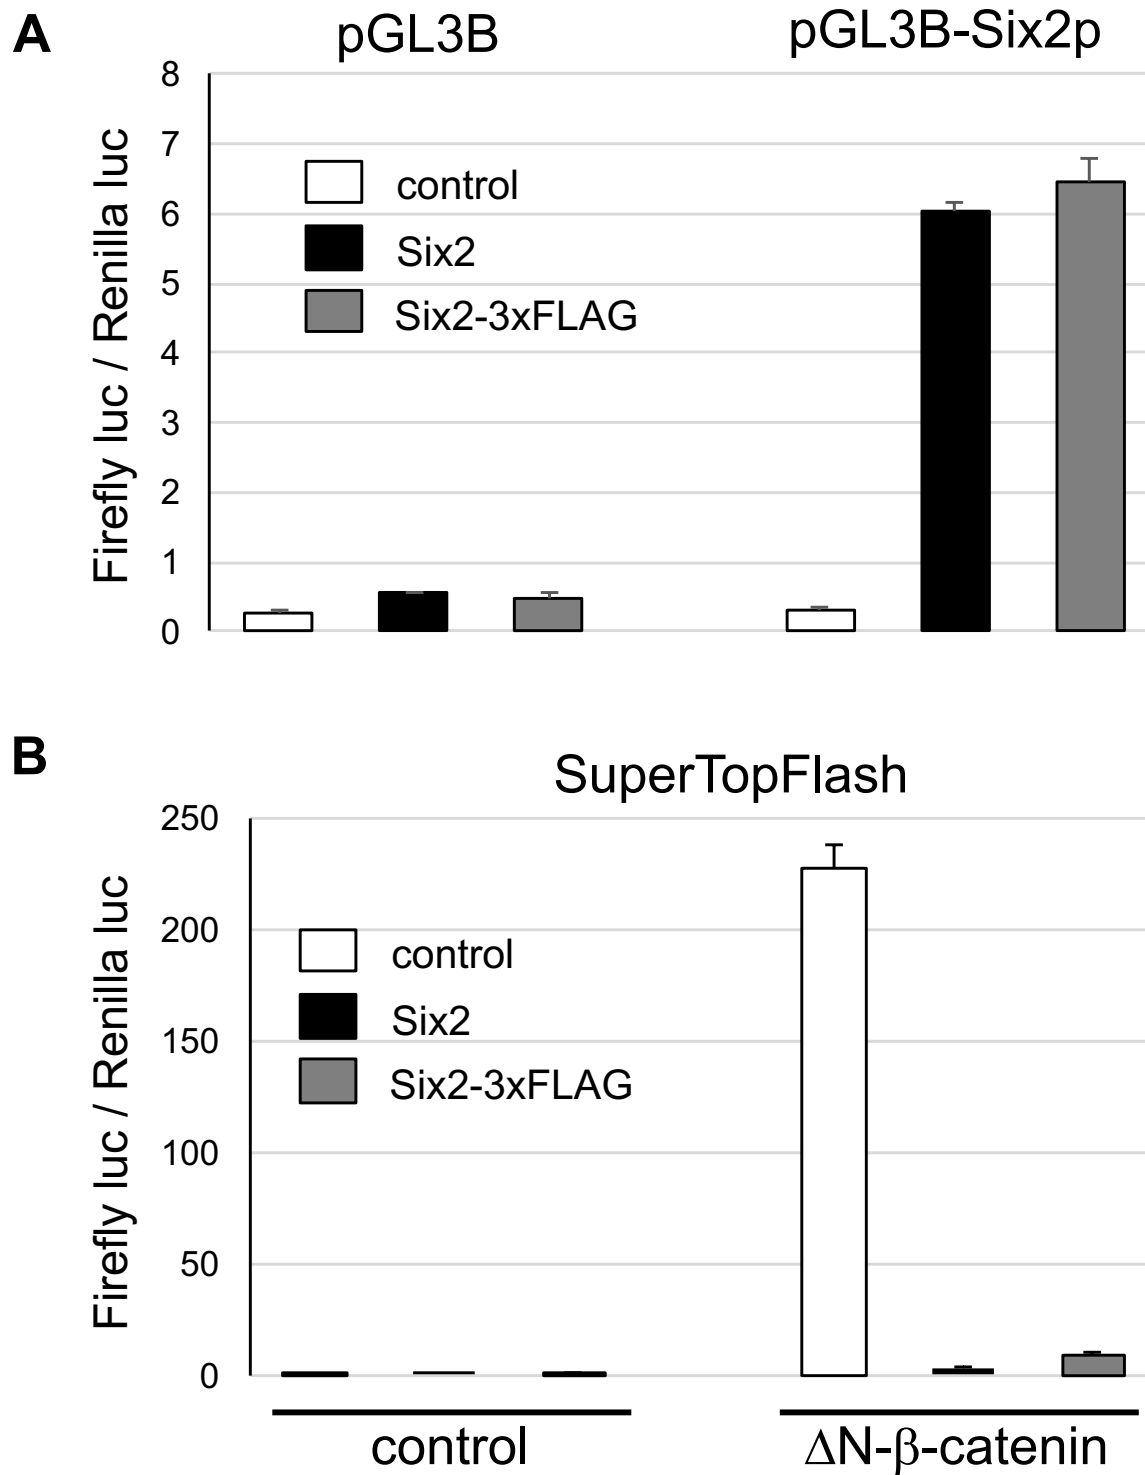 A
pGL3B
pGL3B-Six2p
Firefly luc / Renilla luc
8
7
6
5
4
3
2
1
0
control
Six2
Six2-3xFLAG
B
SuperTopFlash
Firefly luc / Renilla luc
250
200
150
100
50
0
control
Six2
Six2-3xFLAG
control
ΔN-β-catenin